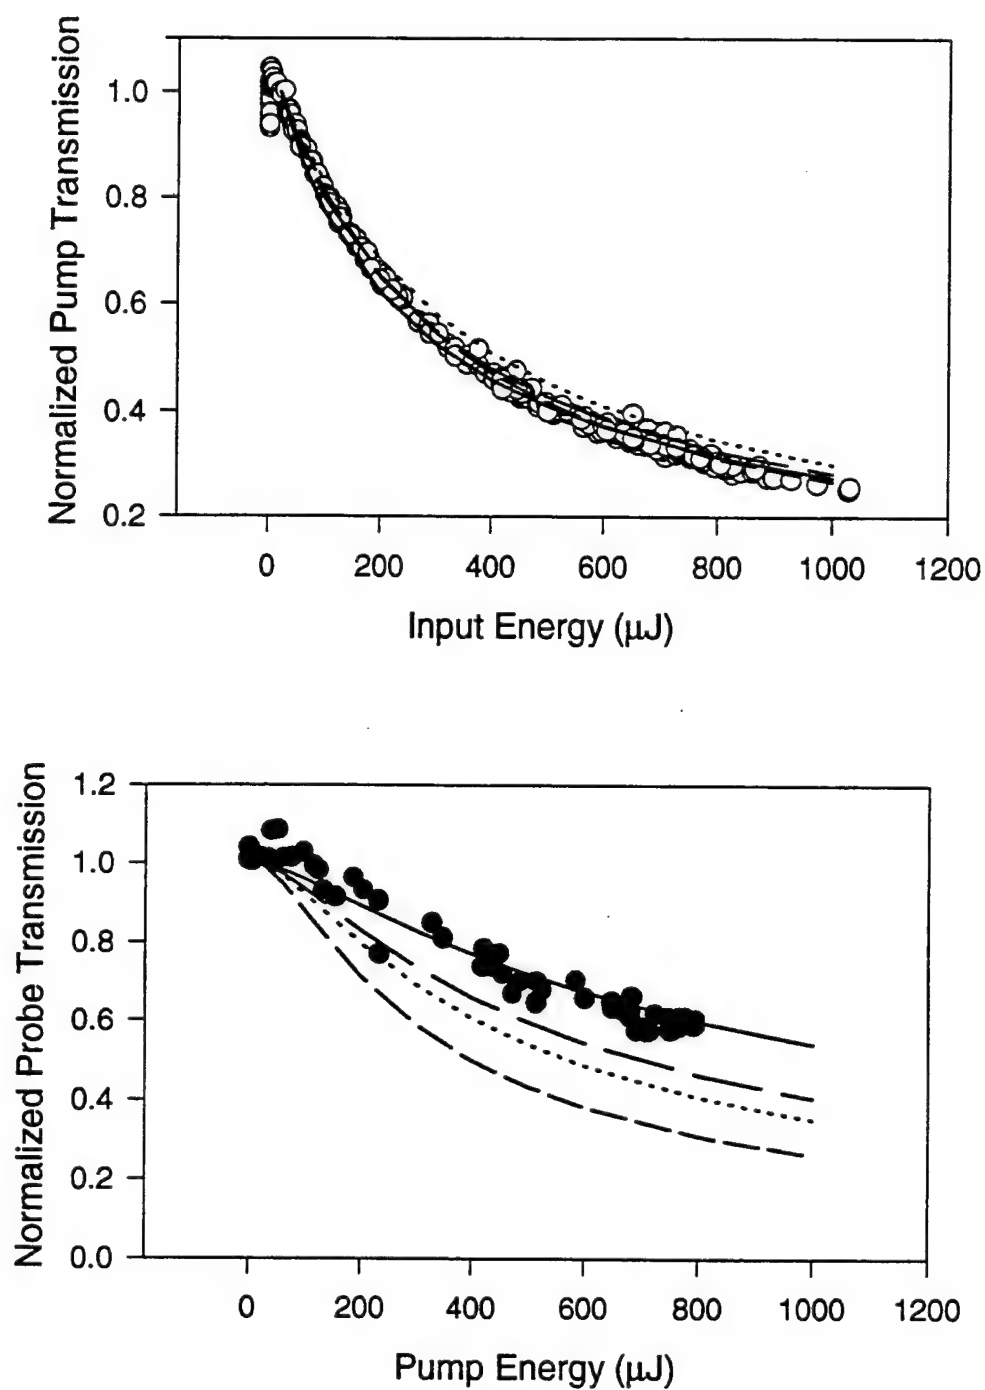 Normalized Pump Transmission
1.0
0.8
0.6
0.4
0.2
0 200 400 600 800 1000 1200
Input Energy (μJ)
Normalized Probe Transmission
1.2
1.0
0.8
0.6
0.4
0.2
0.0
0 200 400 600 800 1000 1200
Pump Energy (μJ)